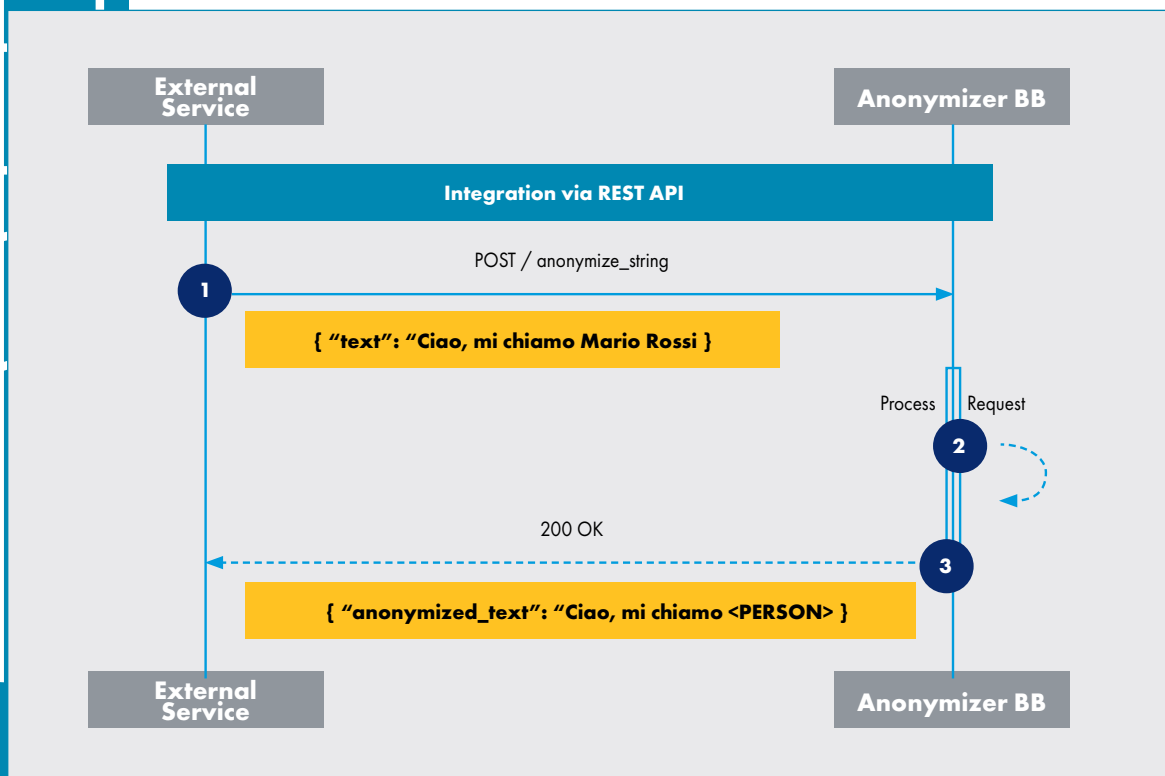 External
Service
Anonymizer BB
Integration via REST API
POST / anonymize_string
1
{ “text”: “Ciao, mi chiamo Mario Rossi }
Process Request
2
200 OK
3
{ “anonymized_text”: “Ciao, mi chiamo <PERSON> }
External
Service
Anonymizer BB